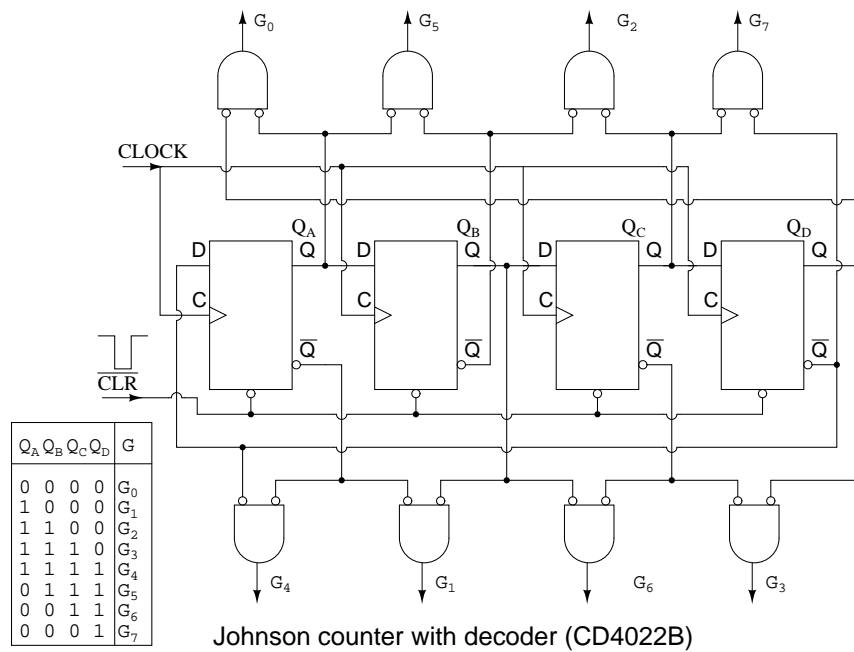 G0 G5 G2 G7
CLOCK
QA QB QC QD
D Q D Q D Q D Q
C C C C
Q Q Q Q
CLR
QA QB QC QD G
0 0 0 0 G0
1 0 0 0 G1
1 1 0 0 G2
1 1 1 0 G3
1 1 1 1 G4
0 1 1 1 G5
0 0 1 1 G6
0 0 0 1 G7
G4 G1 G6 G3
Johnson counter with decoder (CD4022B)